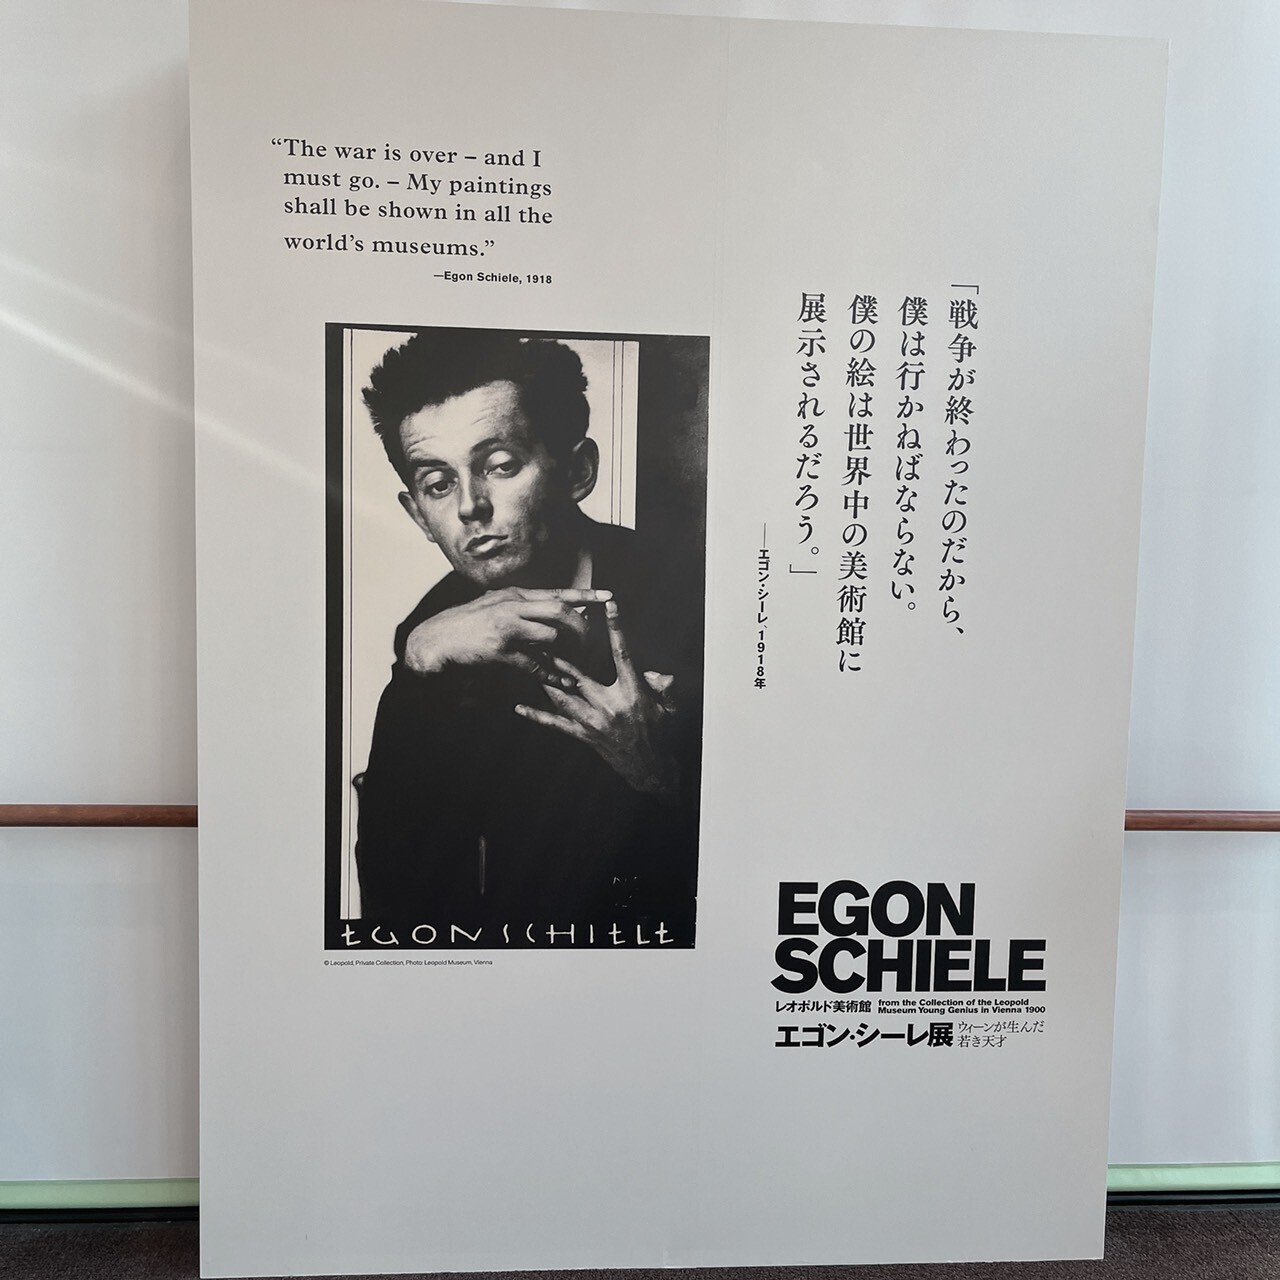 “The war is over – and I
must go. – My paintings
shall be shown in all the
world’s museums.”
—Egon Schiele, 1918
「戦争が終わったのだから、
僕は行かねばならない。
僕の絵は世界中の美術館に
展示されるだろう。」
——エゴン・シーレ、1918年
EGON SCHIELE
© Leopold, Private Collection, Photo: Leopold Museum, Vienna
EGON
SCHIELE
レオポルド美術館
from the Collection of the Leopold
Museum Young Genius in Vienna 1900
エゴン・シーレ展
ウィーンが生んだ
若き天才